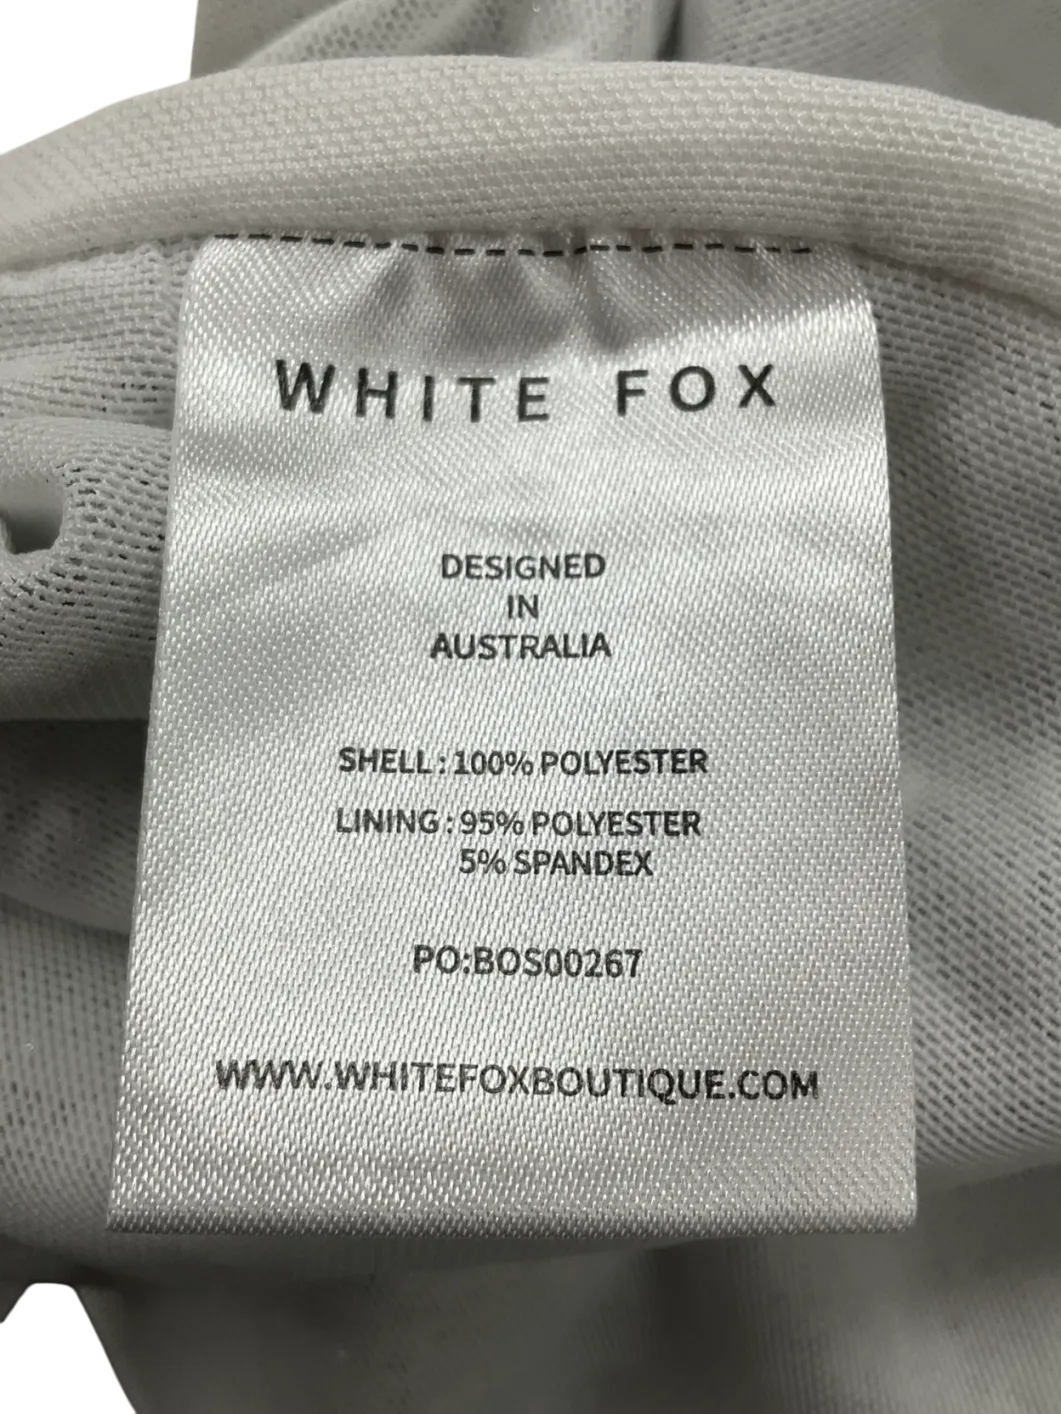 WHITE FOX
DESIGNED
IN
AUSTRALIA
SHELL : 100% POLYESTER
LINING : 95% POLYESTER
5% SPANDEX
PO:BOS00267
WWW.WHITEFOXBOUTIQUE.COM